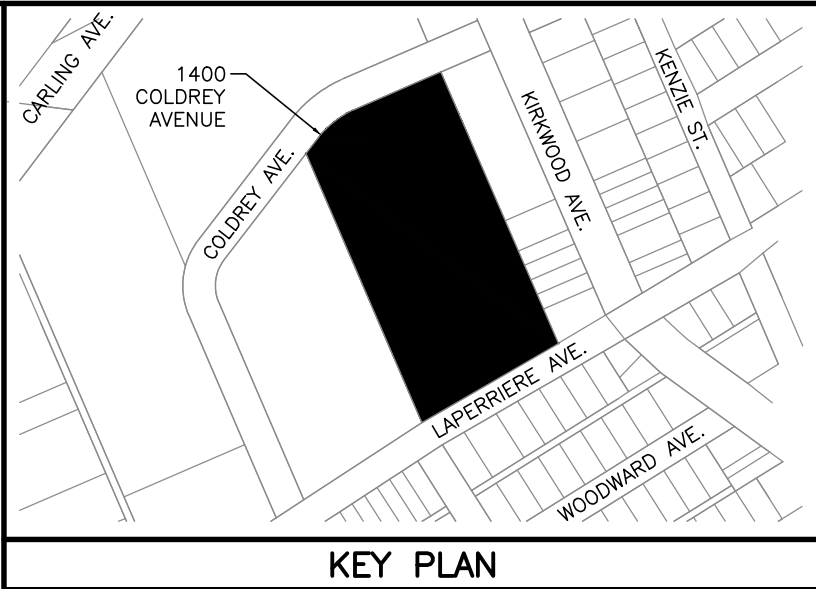 CARLING AVE.
1400
COLDREY
AVENUE
KENZIE ST.
KIRKWOOD AVE.
COLDREY AVE.
LAPERRIERE AVE.
WOODWARD AVE.
KEY PLAN